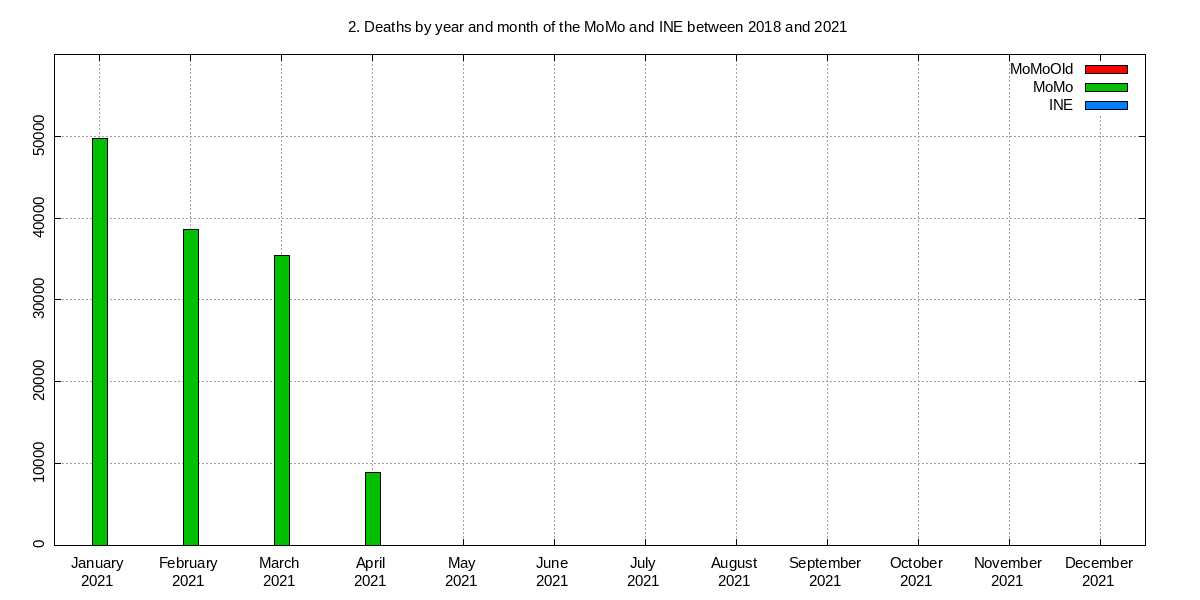 2. Deaths by year and month of the MoMo and INE between 2018 and 2021
MoMoOld
MoMo
INE
50000
40000
30000
20000
10000
0
January February March April May June July August September October November December
2021 2021 2021 2021 2021 2021 2021 2021 2021 2021 2021 2021